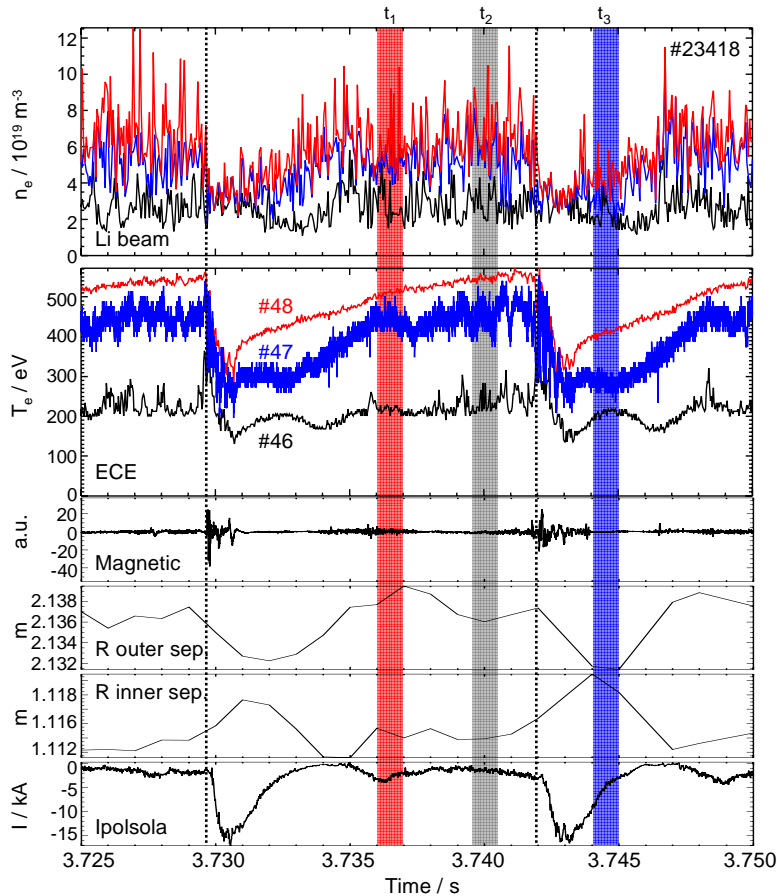 t1 t2 t3
#23418
12
10
8
6
4
2
0
n_e / 10^19 m^-3
Li beam
500
400
300
200
100
0
T_e / eV
#48
#47
#46
ECE
20
0
-20
-40
a.u.
Magnetic
2.138
2.136
2.133
2.132
m
R outer sep.
1.118
1.116
1.114
1.112
m
R inner sep.
0
-5
-10
-15
I / kA
Ipolsola
3.725 3.730 3.735 3.740 3.745 3.750
Time / s